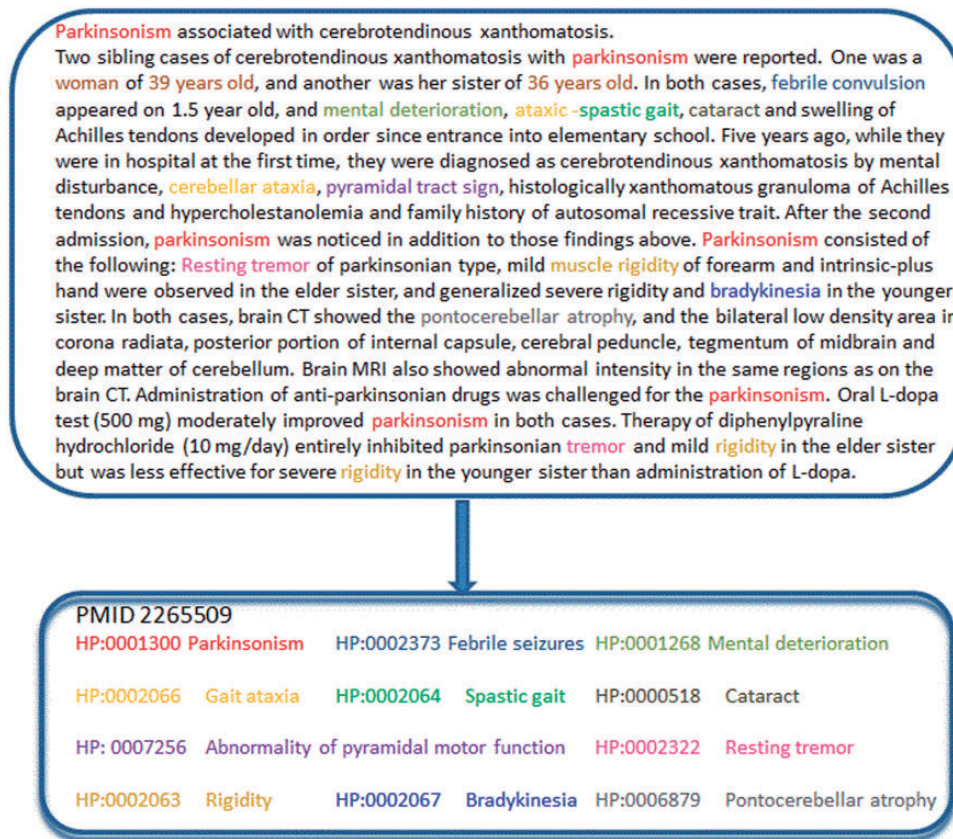 Parkinsonism associated with cerebrotendinous xanthomatosis.
Two sibling cases of cerebrotendinous xanthomatosis with parkinsonism were reported. One was a
woman of 39 years old, and another was her sister of 36 years old. In both cases, febrile convulsion
appeared on 1.5 year old, and mental deterioration, ataxic -spastic gait, cataract and swelling of
Achilles tendons developed in order since entrance into elementary school. Five years ago, while they
were in hospital at the first time, they were diagnosed as cerebrotendinous xanthomatosis by mental
disturbance, cerebellar ataxia, pyramidal tract sign, histologically xanthomatous granuloma of Achilles
tendons and hypercholestanolemia and family history of autosomal recessive trait. After the second
admission, parkinsonism was noticed in addition to those findings above. Parkinsonism consisted of
the following: Resting tremor of parkinsonian type, mild muscle rigidity of forearm and intrinsic-plus
hand were observed in the elder sister, and generalized severe rigidity and bradykinesia in the younger
sister. In both cases, brain CT showed the pontocerebellar atrophy, and the bilateral low density area in
corona radiata, posterior portion of internal capsule, cerebral peduncle, tegmentum of midbrain and
deep matter of cerebellum. Brain MRI also showed abnormal intensity in the same regions as on the
brain CT. Administration of anti-parkinsonian drugs was challenged for the parkinsonism. Oral L-dopa
test (500 mg) moderately improved parkinsonism in both cases. Therapy of diphenylpyraline
hydrochloride (10 mg/day) entirely inhibited parkinsonian tremor and mild rigidity in the elder sister
but was less effective for severe rigidity in the younger sister than administration of L-dopa.
PMID 2265509
HP:0001300 Parkinsonism HP:0002373 Febrile seizures HP:0001268 Mental deterioration
HP:0002066 Gait ataxia HP:0002064 Spastic gait HP:0000518 Cataract
HP: 0007256 Abnormality of pyramidal motor function HP:0002322 Resting tremor
HP:0002063 Rigidity HP:0002067 Bradykinesia HP:0006879 Pontocerebellar atrophy